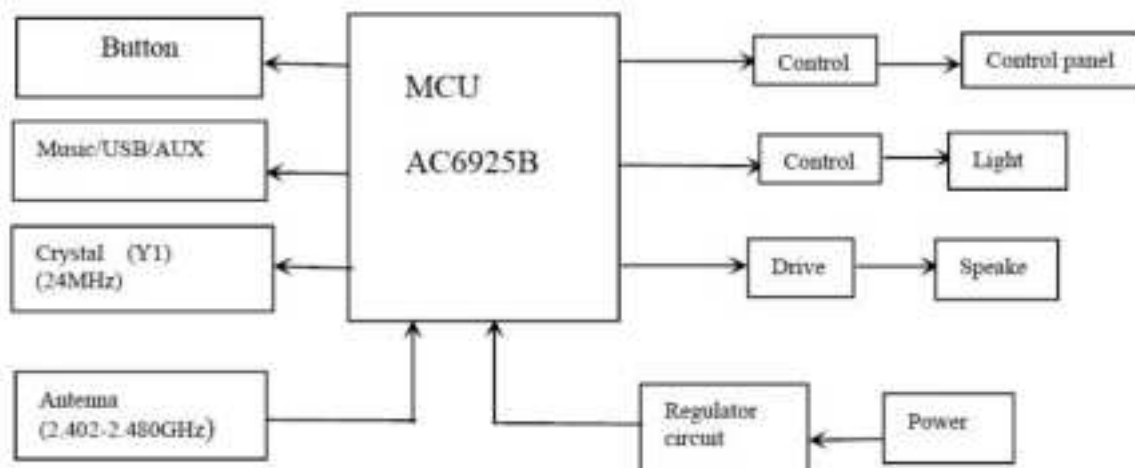 Button
Music/USB/AUX
Crystal (Y1)
(24MHz)
Antenna
(2.402-2.480GHz)
MCU
AC6925B
Control
Control panel
Control
Light
Drive
Speake
Regulator
circuit
Power